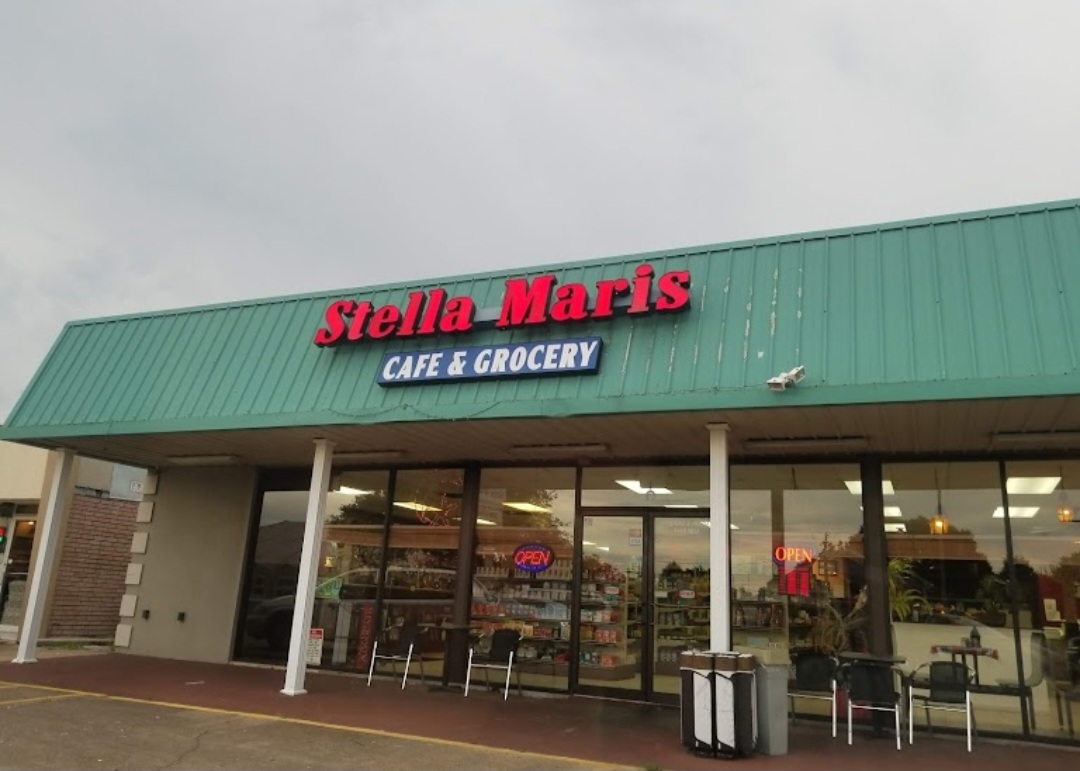 Stella Maris
CAFE & GROCERY
OPEN
OPEN